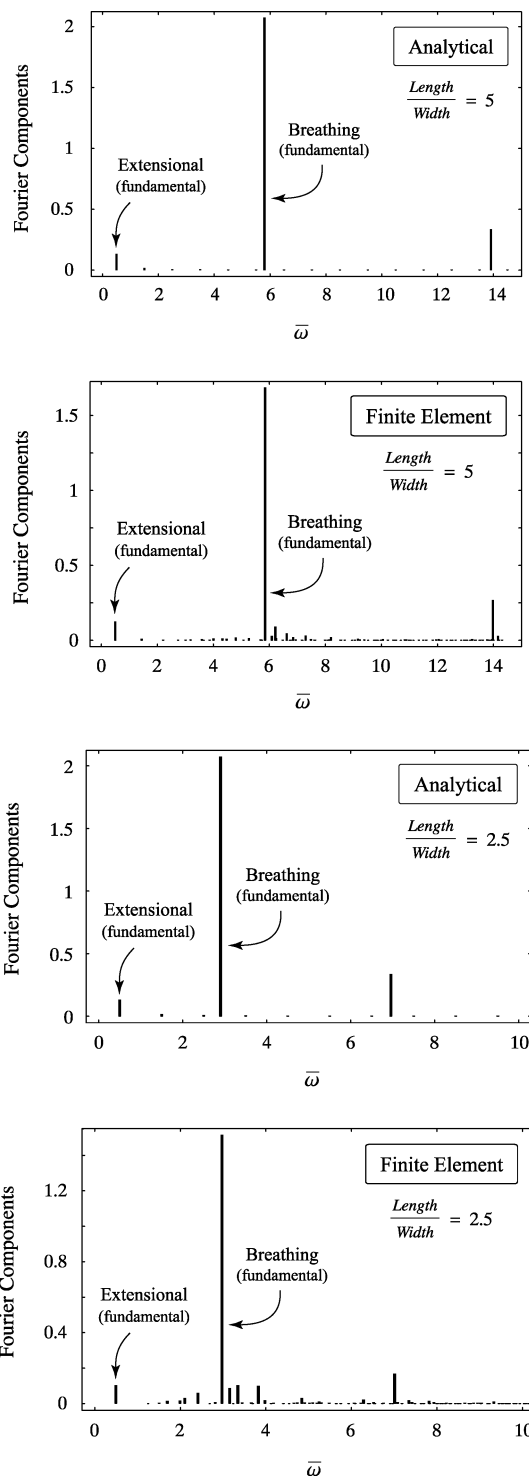 2
1.5
1
0.5
0
Fourier Components
Analytical
Length
Width
= 5
Breathing
(fundamental)
Extensional
(fundamental)
0 2 4 6 8 10 12 14
ω̅
1.5
1
0.5
0
Fourier Components
Finite Element
Length
Width
= 5
Breathing
(fundamental)
Extensional
(fundamental)
0 2 4 6 8 10 12 14
ω̅
2
1.5
1
0.5
0
Fourier Components
Analytical
Length
Width
= 2.5
Breathing
(fundamental)
Extensional
(fundamental)
0 2 4 6 8 10
ω̅
1.2
0.8
0.4
0
Fourier Components
Finite Element
Length
Width
= 2.5
Breathing
(fundamental)
Extensional
(fundamental)
0 2 4 6 8 10
ω̅